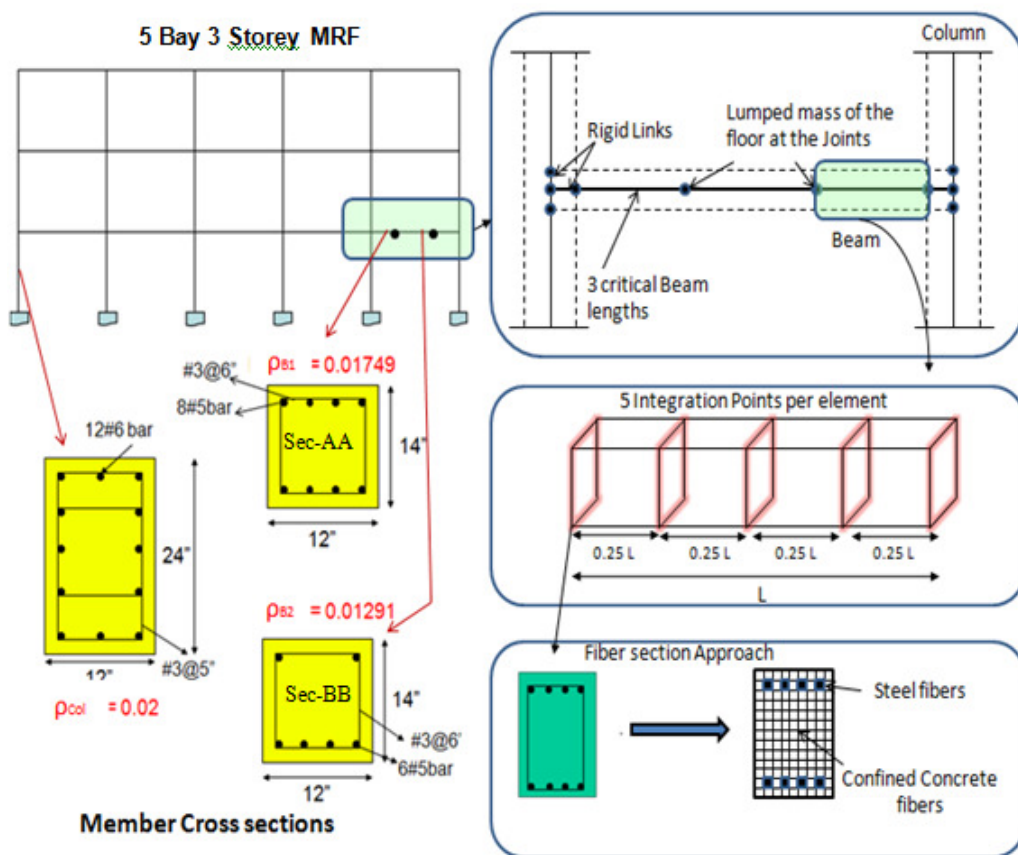 5 Bay 3 Storey MRF
Column
Rigid Links
Lumped mass of the
floor at the Joints
Beam
3 critical Beam
lengths
ρB1 = 0.01749
#3@6"
8#5bar
Sec-AA
14"
12"
12#6 bar
24"
12"
#3@5"
ρCol = 0.02
ρB2 = 0.01291
Sec-BB
14"
#3@6'
6#5bar
12"
Member Cross sections
5 Integration Points per element
0.25 L
0.25 L
0.25 L
0.25 L
L
Fiber section Approach
Steel fibers
Confined Concrete
fibers